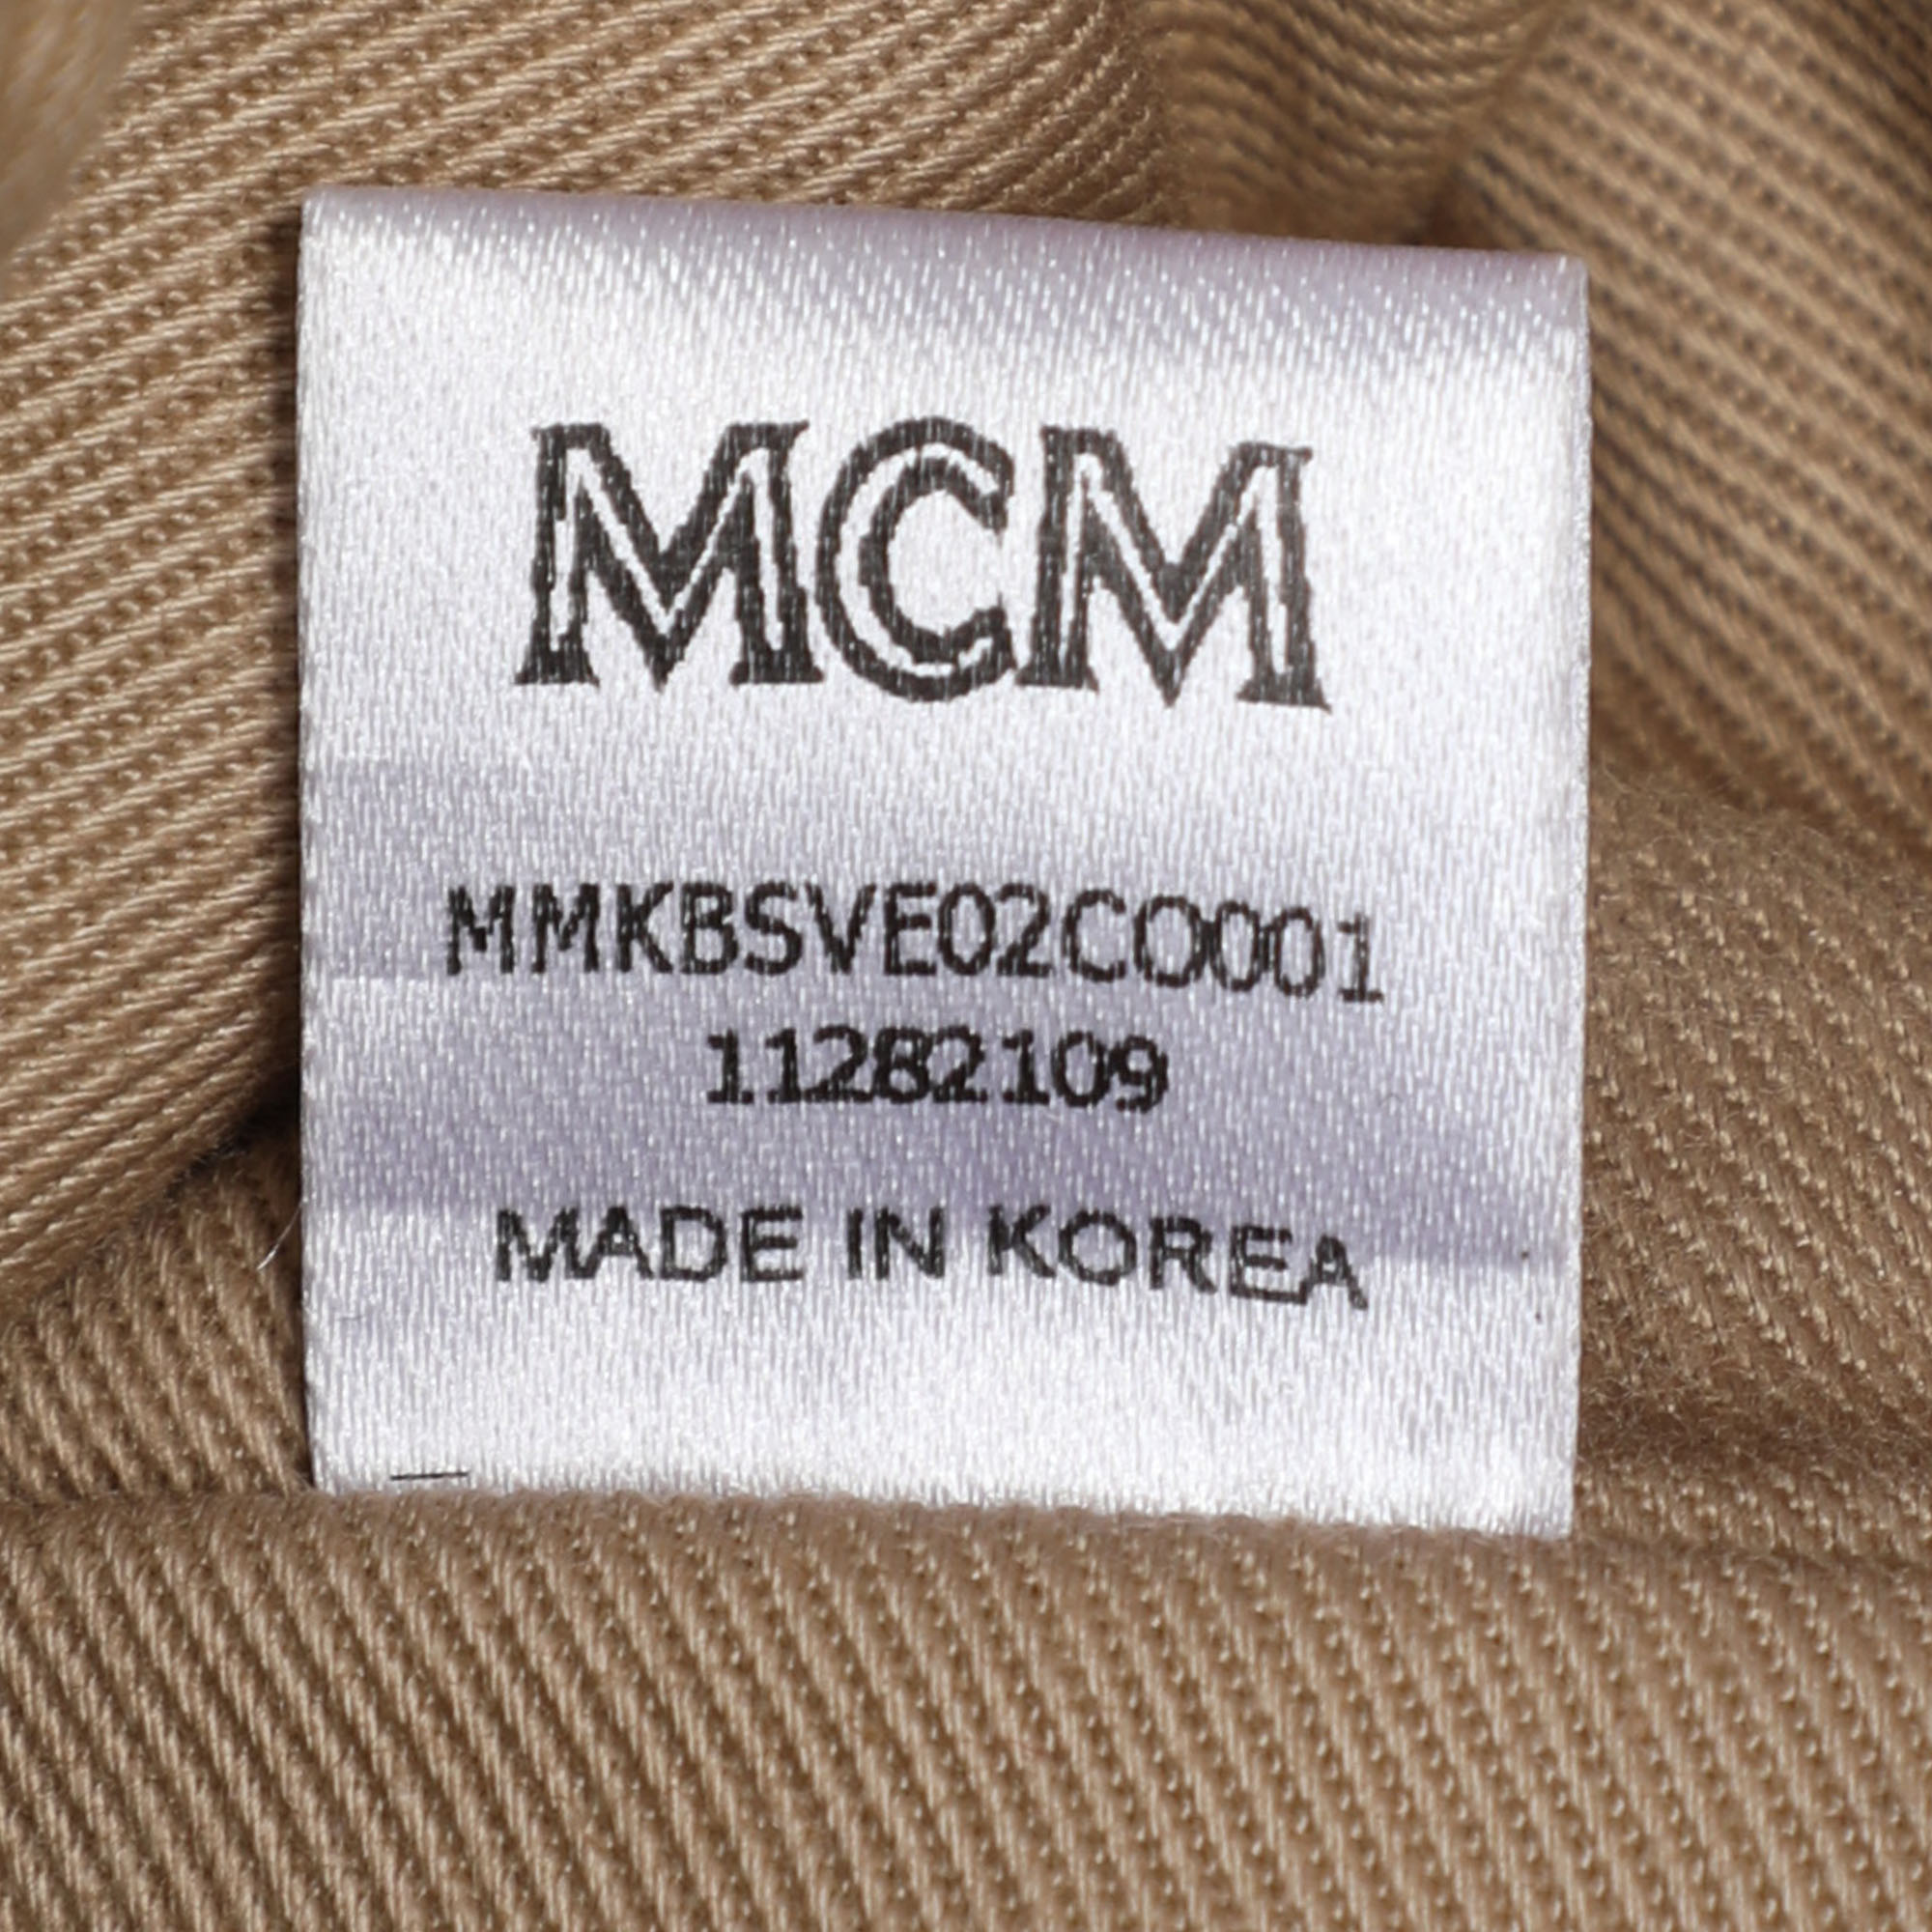 MCM
MMKBSVE02CO001
11282109
MADE IN KOREA